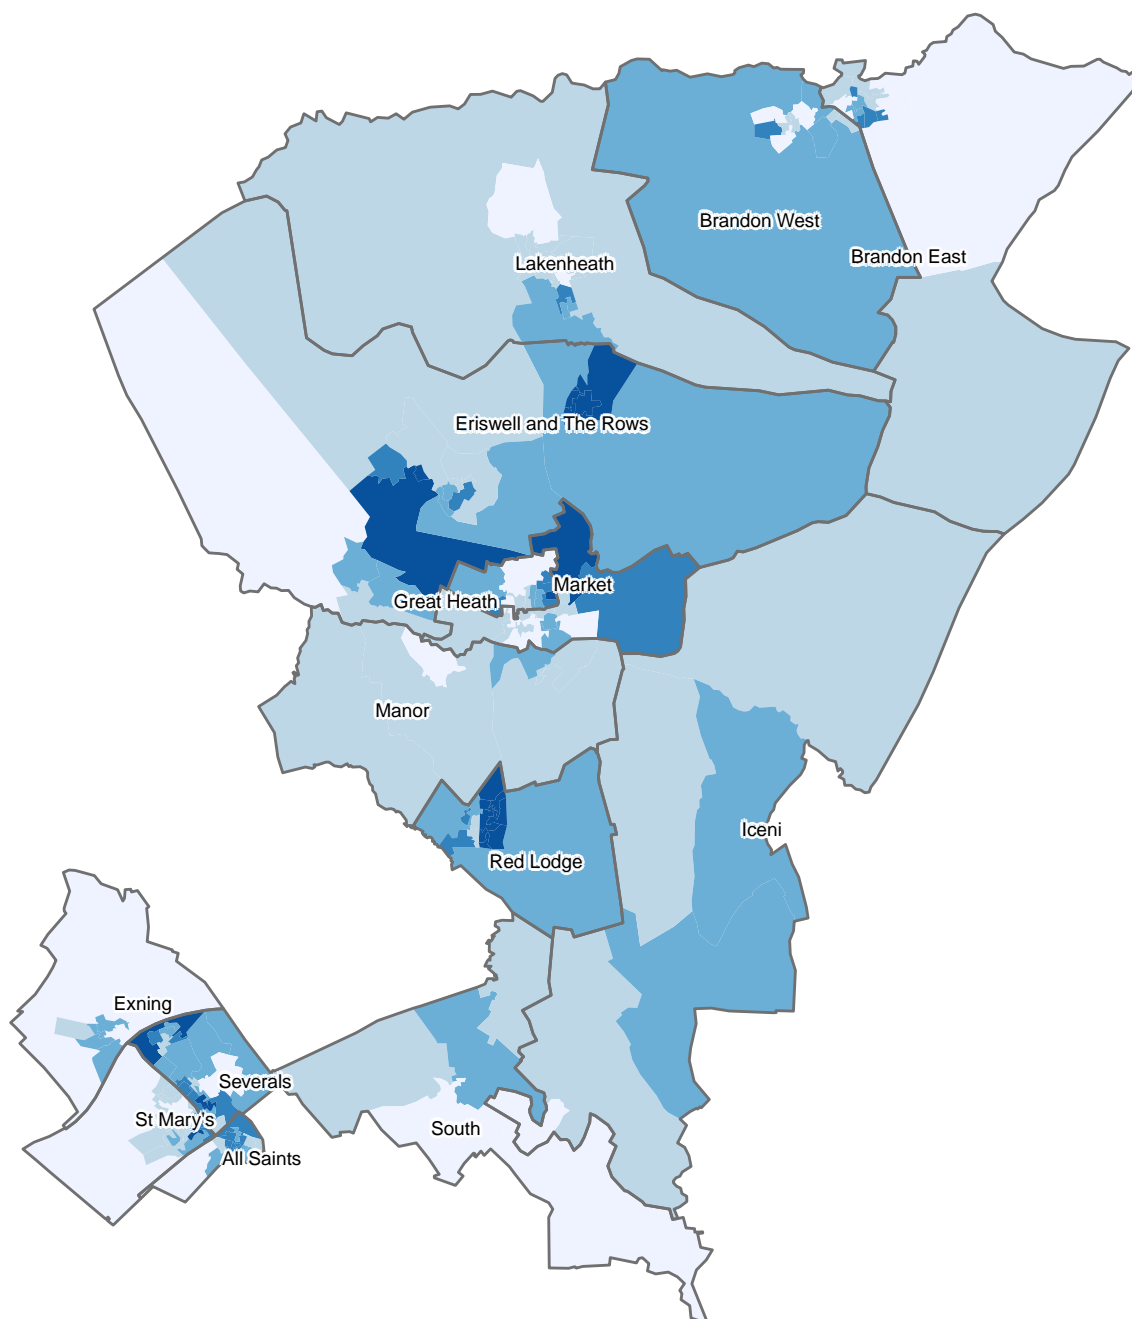 Brandon West
Brandon East
Lakenheath
Eriswell and The Rows
Market
Great Heath
Manor
Iceni
Red Lodge
Exning
Severals
St Mary's
South
All Saints